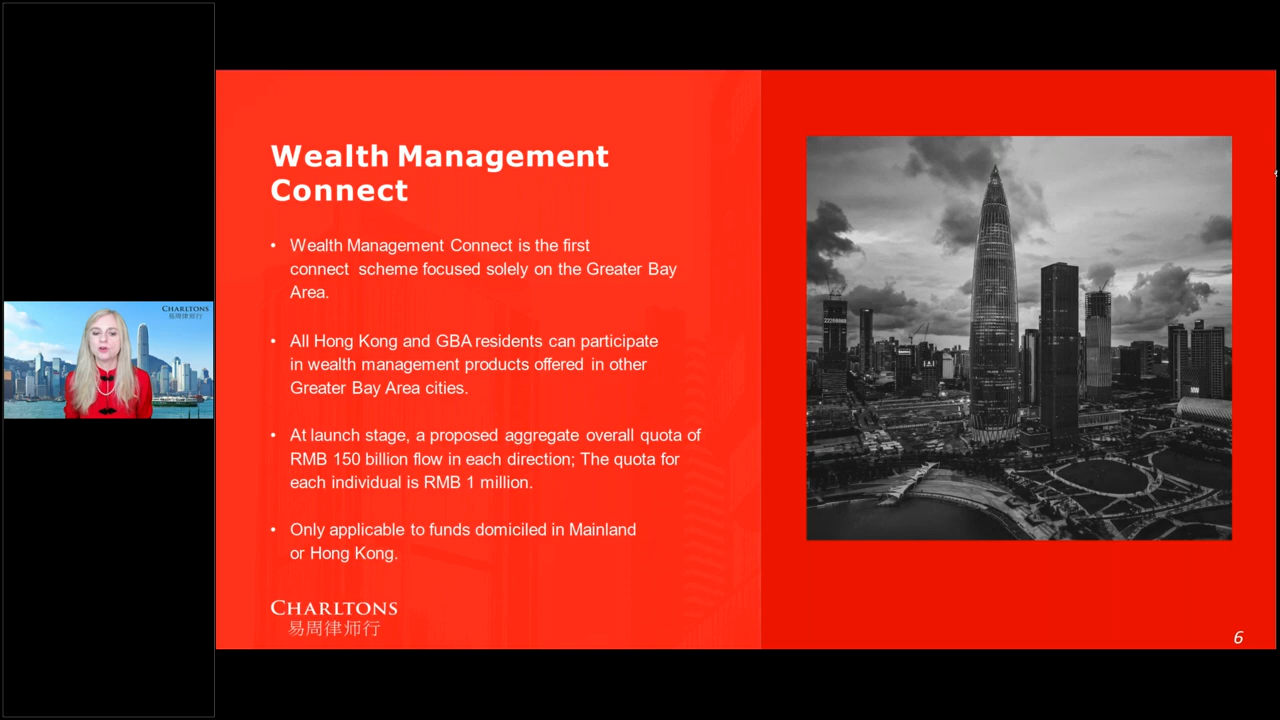 CHARLTONS
易周律师行
Wealth Management
Connect
• Wealth Management Connect is the first
connect scheme focused solely on the Greater Bay
Area.
• All Hong Kong and GBA residents can participate
in wealth management products offered in other
Greater Bay Area cities.
• At launch stage, a proposed aggregate overall quota of
RMB 150 billion flow in each direction; The quota for
each individual is RMB 1 million.
• Only applicable to funds domiciled in Mainland
or Hong Kong.
CHARLTONS
易周律师行
6